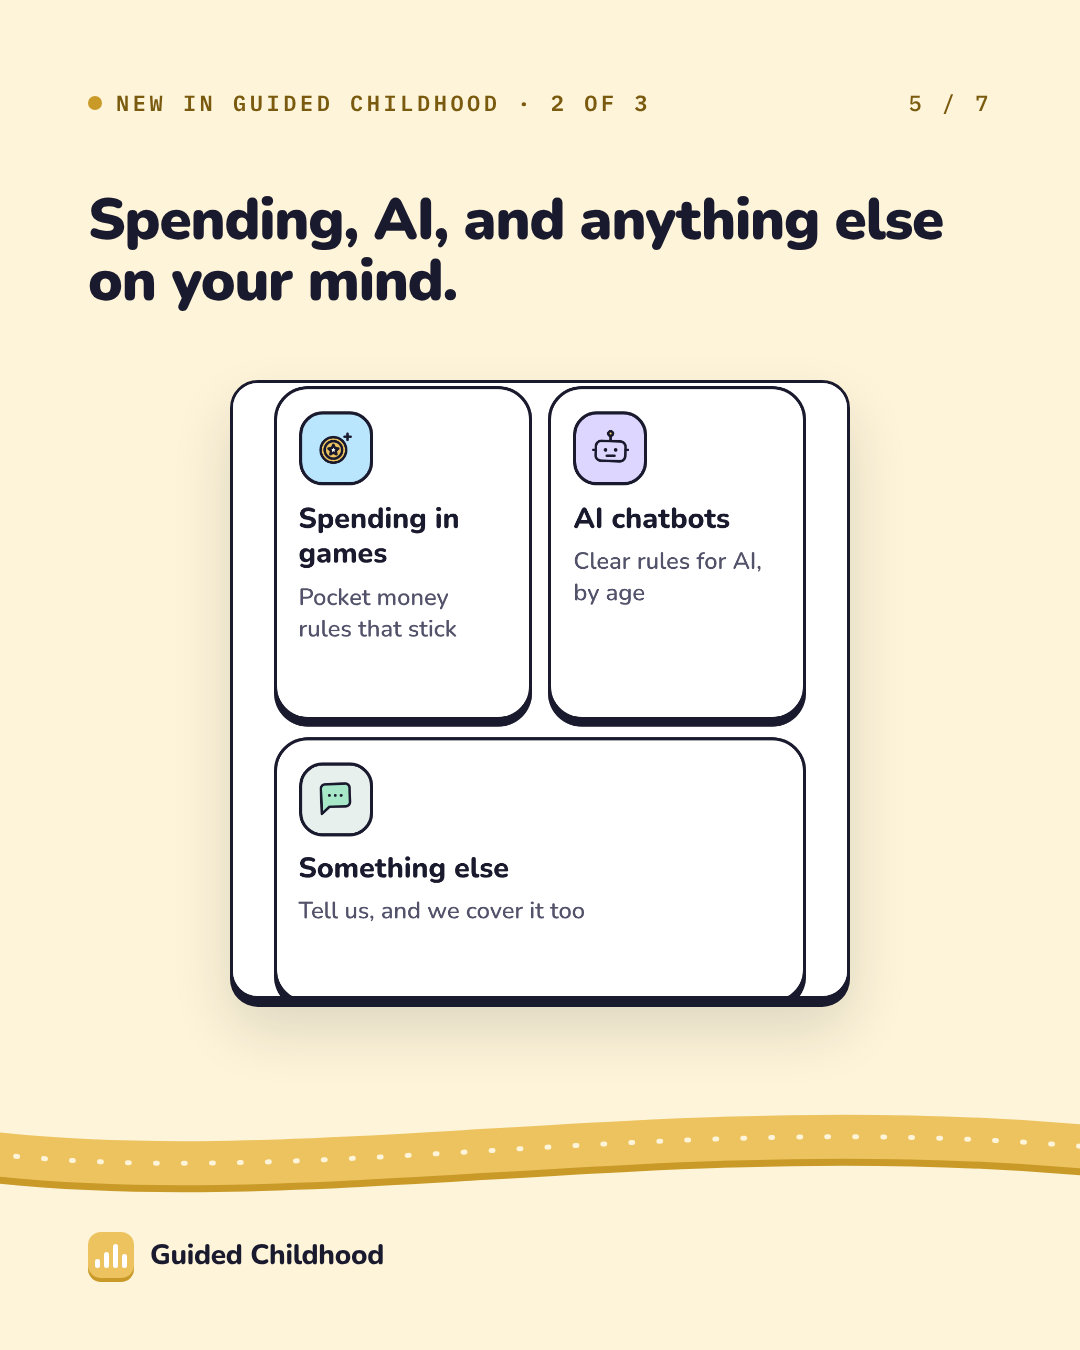 NEW IN GUIDED CHILDHOOD · 2 OF 3
5 / 7
Spending, AI, and anything else
on your mind.
Spending in
games
Pocket money
rules that stick
AI chatbots
Clear rules for AI,
by age
Something else
Tell us, and we cover it too
Guided Childhood